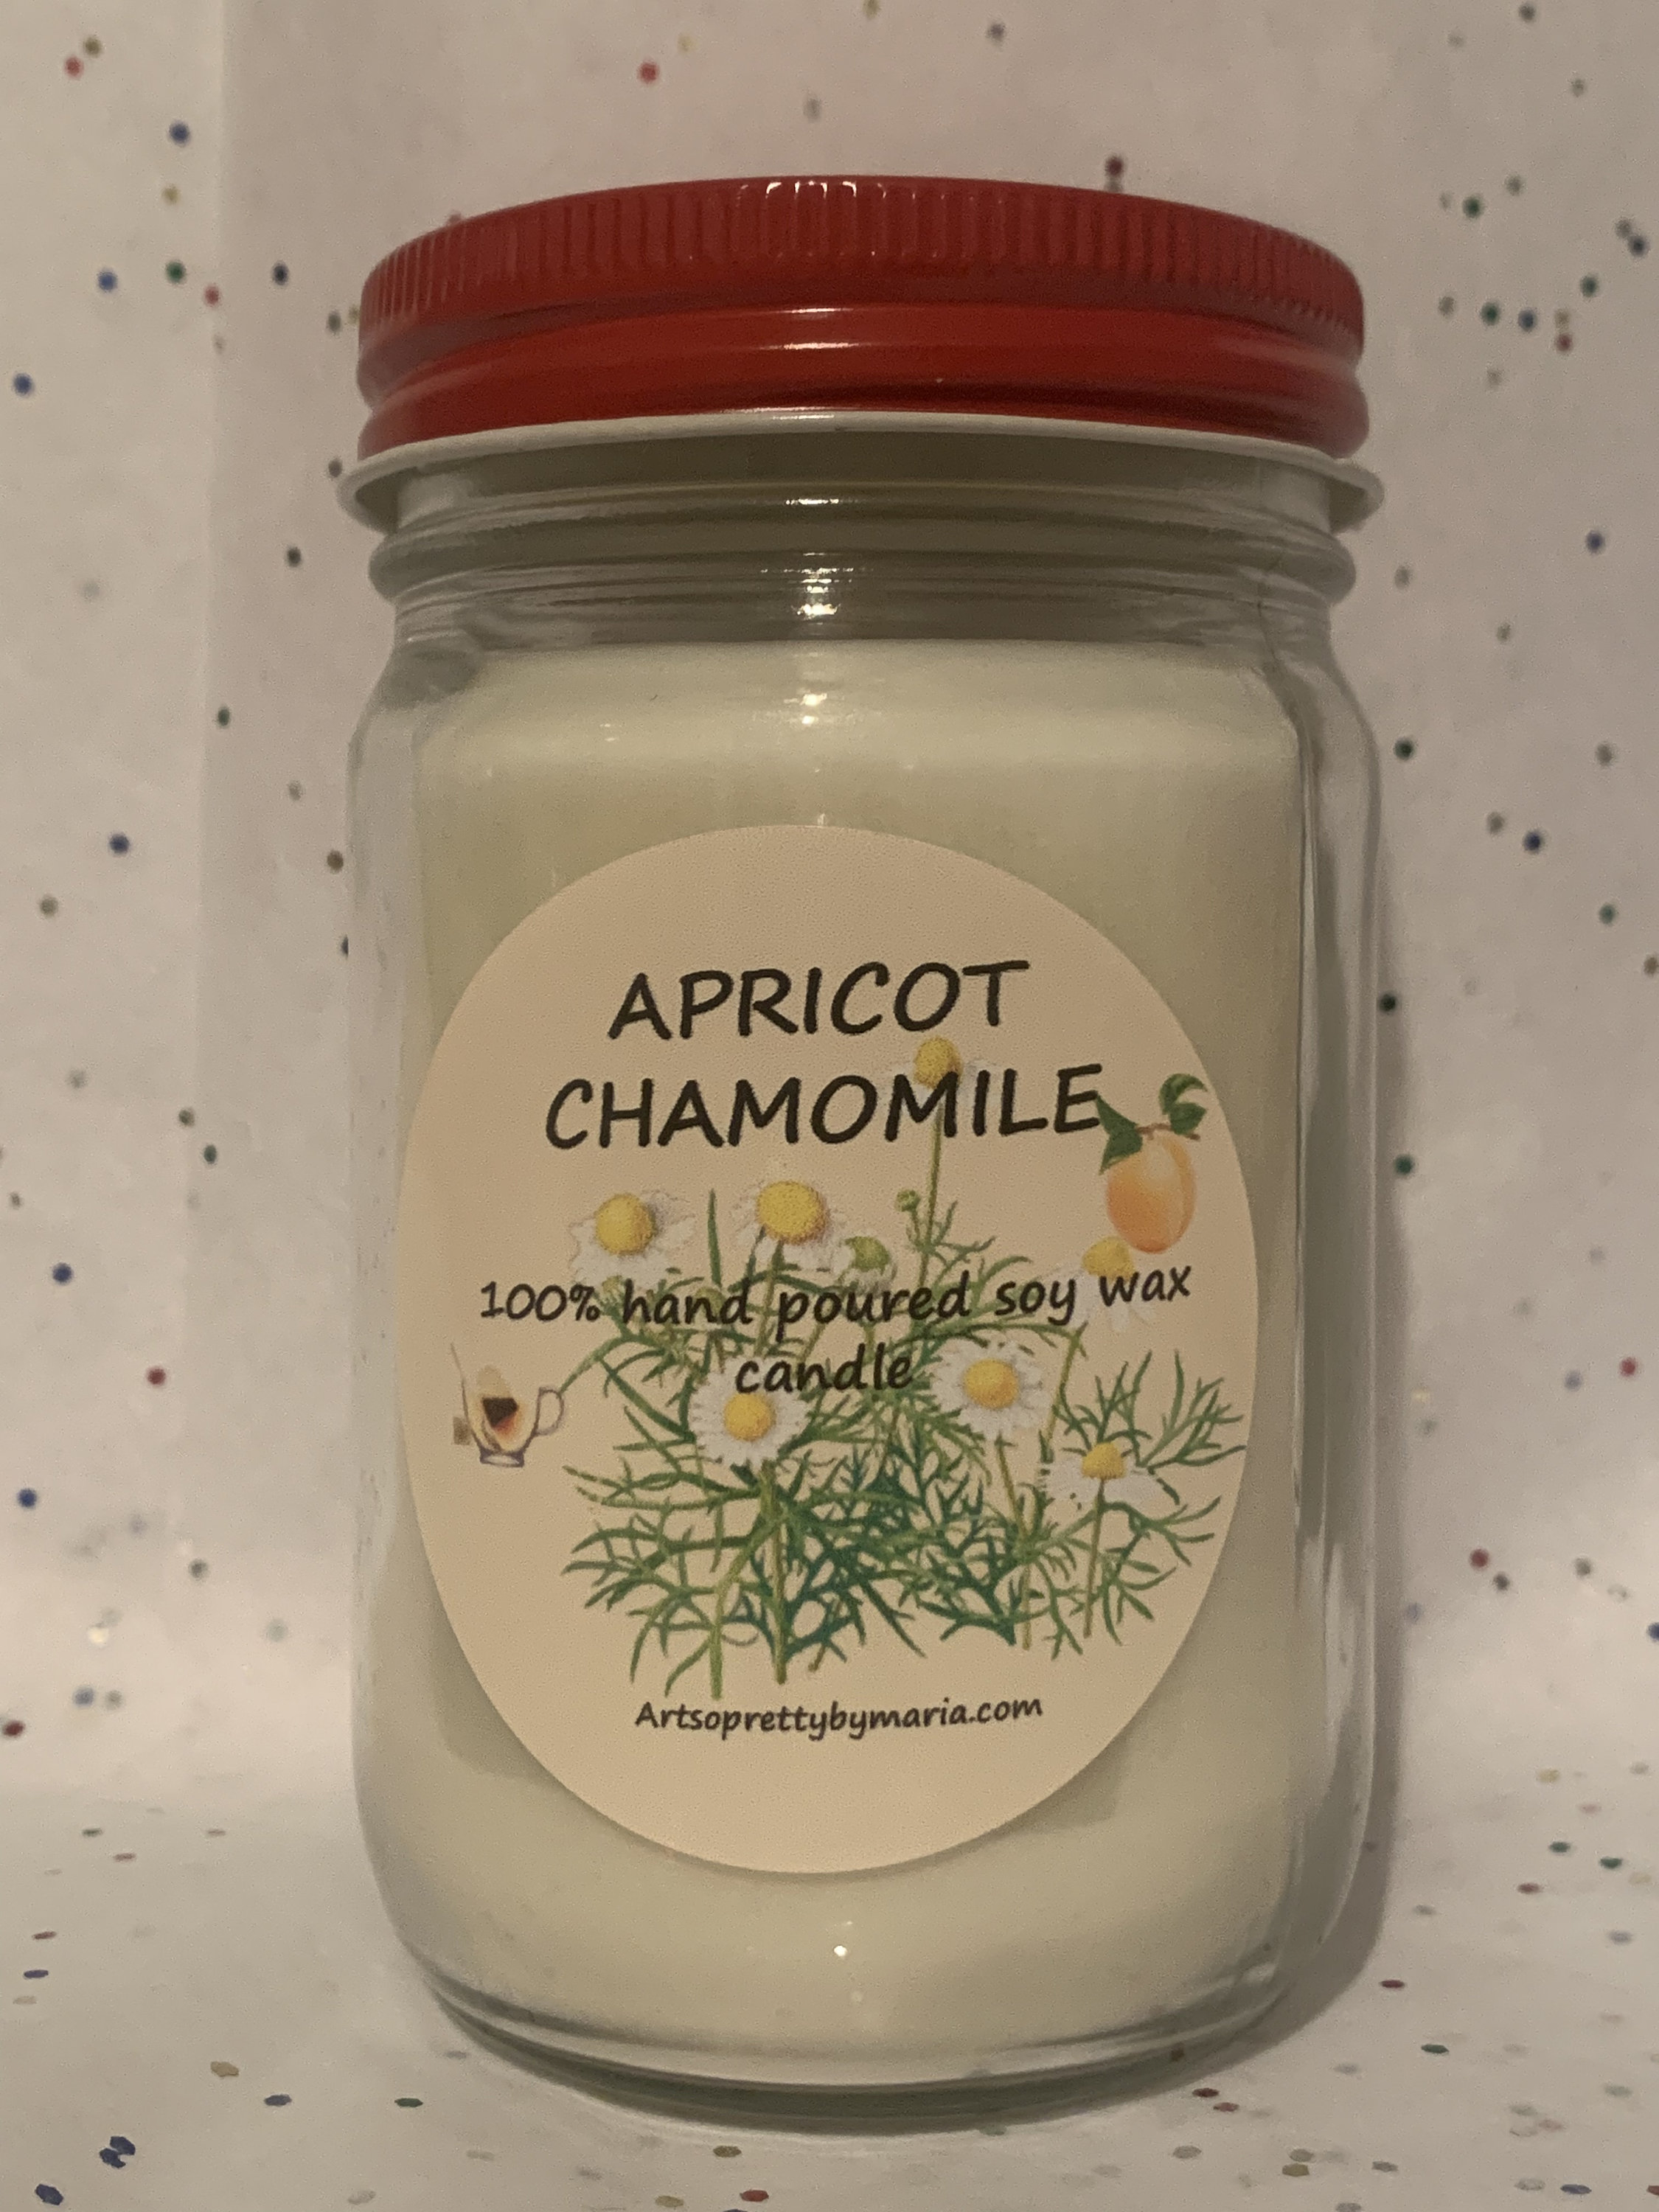 APRICOT
CHAMOMILE
100% hand poured soy wax
candle
Artsoprettybymaria.com